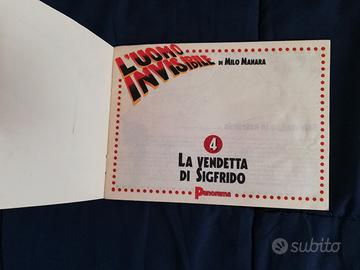 L'UOMO
INVISIBILE DI MILO MANARA
4
LA VENDETTA
DI SIGFRIDO
Panorama
subito